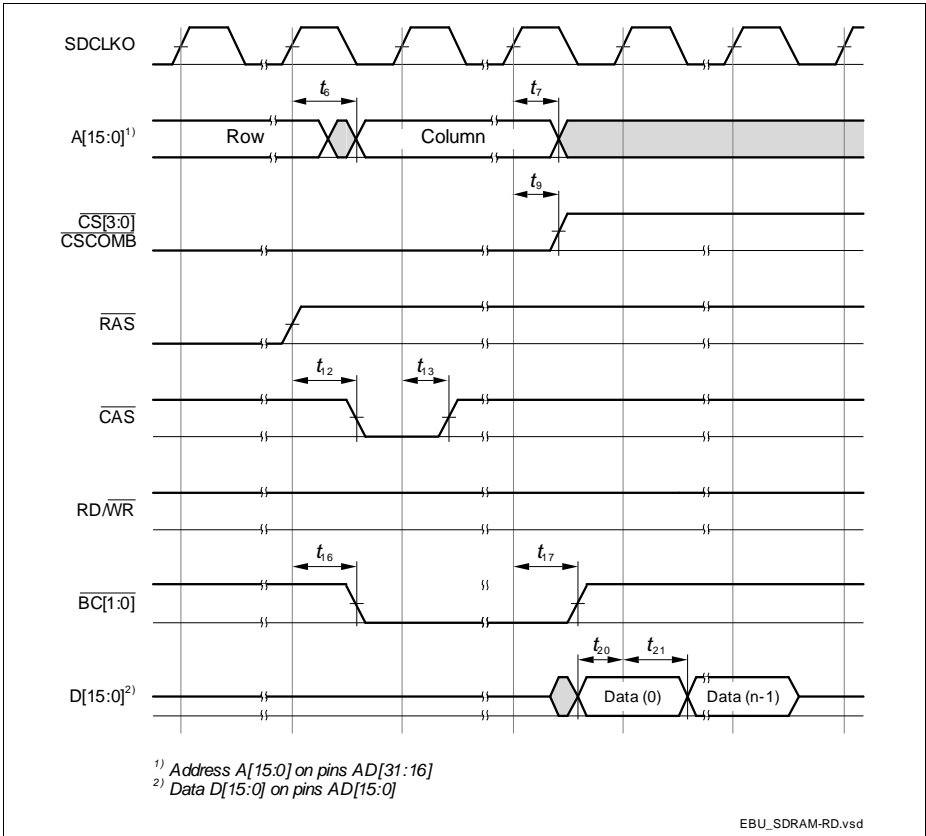 SDCLKO
t6
t7
A[15:0]1)
Row
Column
t9
CS[3:0]
CSCOMB
RAS
t12
t13
CAS
RD/WR
t16
t17
BC[1:0]
t20
t21
D[15:0]2)
Data (0)
Data (n-1)
1) Address A[15:0] on pins AD[31:16]
2) Data D[15:0] on pins AD[15:0]
EBU_SDRAM-RD.vsd